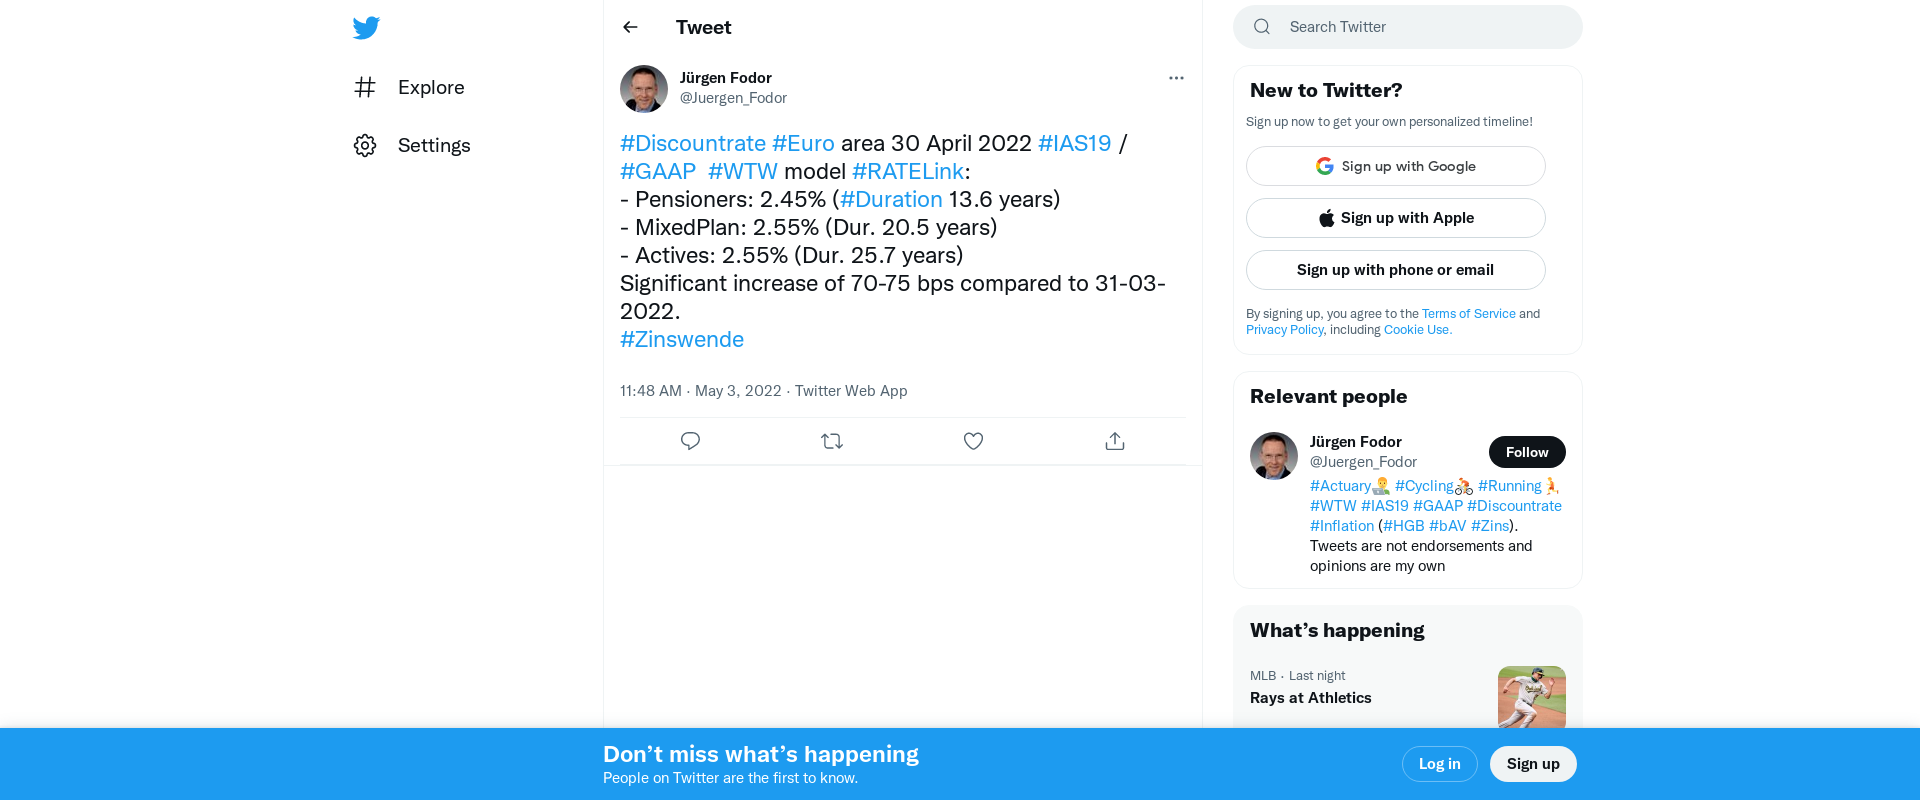 Explore
Settings
Tweet
Jürgen Fodor
@Juergen_Fodor
#Discountrate #Euro area 30 April 2022 #IAS19 /
#GAAP  #WTW model #RATELink:
- Pensioners: 2.45% (#Duration 13.6 years)
- MixedPlan: 2.55% (Dur. 20.5 years)
- Actives: 2.55% (Dur. 25.7 years)
Significant increase of 70-75 bps compared to 31-03-
2022.
#Zinswende
11:48 AM · May 3, 2022 · Twitter Web App
Search Twitter
New to Twitter?
Sign up now to get your own personalized timeline!
Sign up with Google
Sign up with Apple
Sign up with phone or email
By signing up, you agree to the Terms of Service and
Privacy Policy, including Cookie Use.
Relevant people
Jürgen Fodor
@Juergen_Fodor
Follow
#Actuary #Cycling #Running
#WTW #IAS19 #GAAP #Discountrate
#Inflation (#HGB #bAV #Zins).
Tweets are not endorsements and
opinions are my own
What's happening
MLB · Last night
Rays at Athletics
Don't miss what's happening
People on Twitter are the first to know.
Log in
Sign up